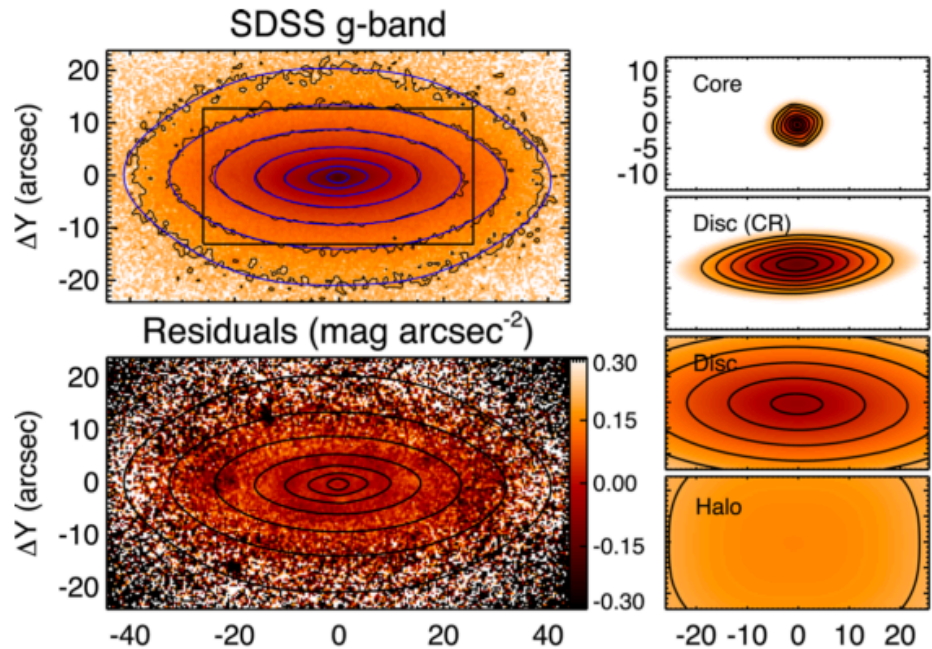 SDSS g-band
ΔY (arcsec)
20
10
0
-10
-20
Residuals (mag arcsec-2)
ΔY (arcsec)
20
10
0
-10
-20
-40 -20 0 20 40
0.30
0.15
0.00
-0.15
-0.30
10
5
0
-5
-10
Core
Disc (CR)
Disc
Halo
-20 -10 0 10 20